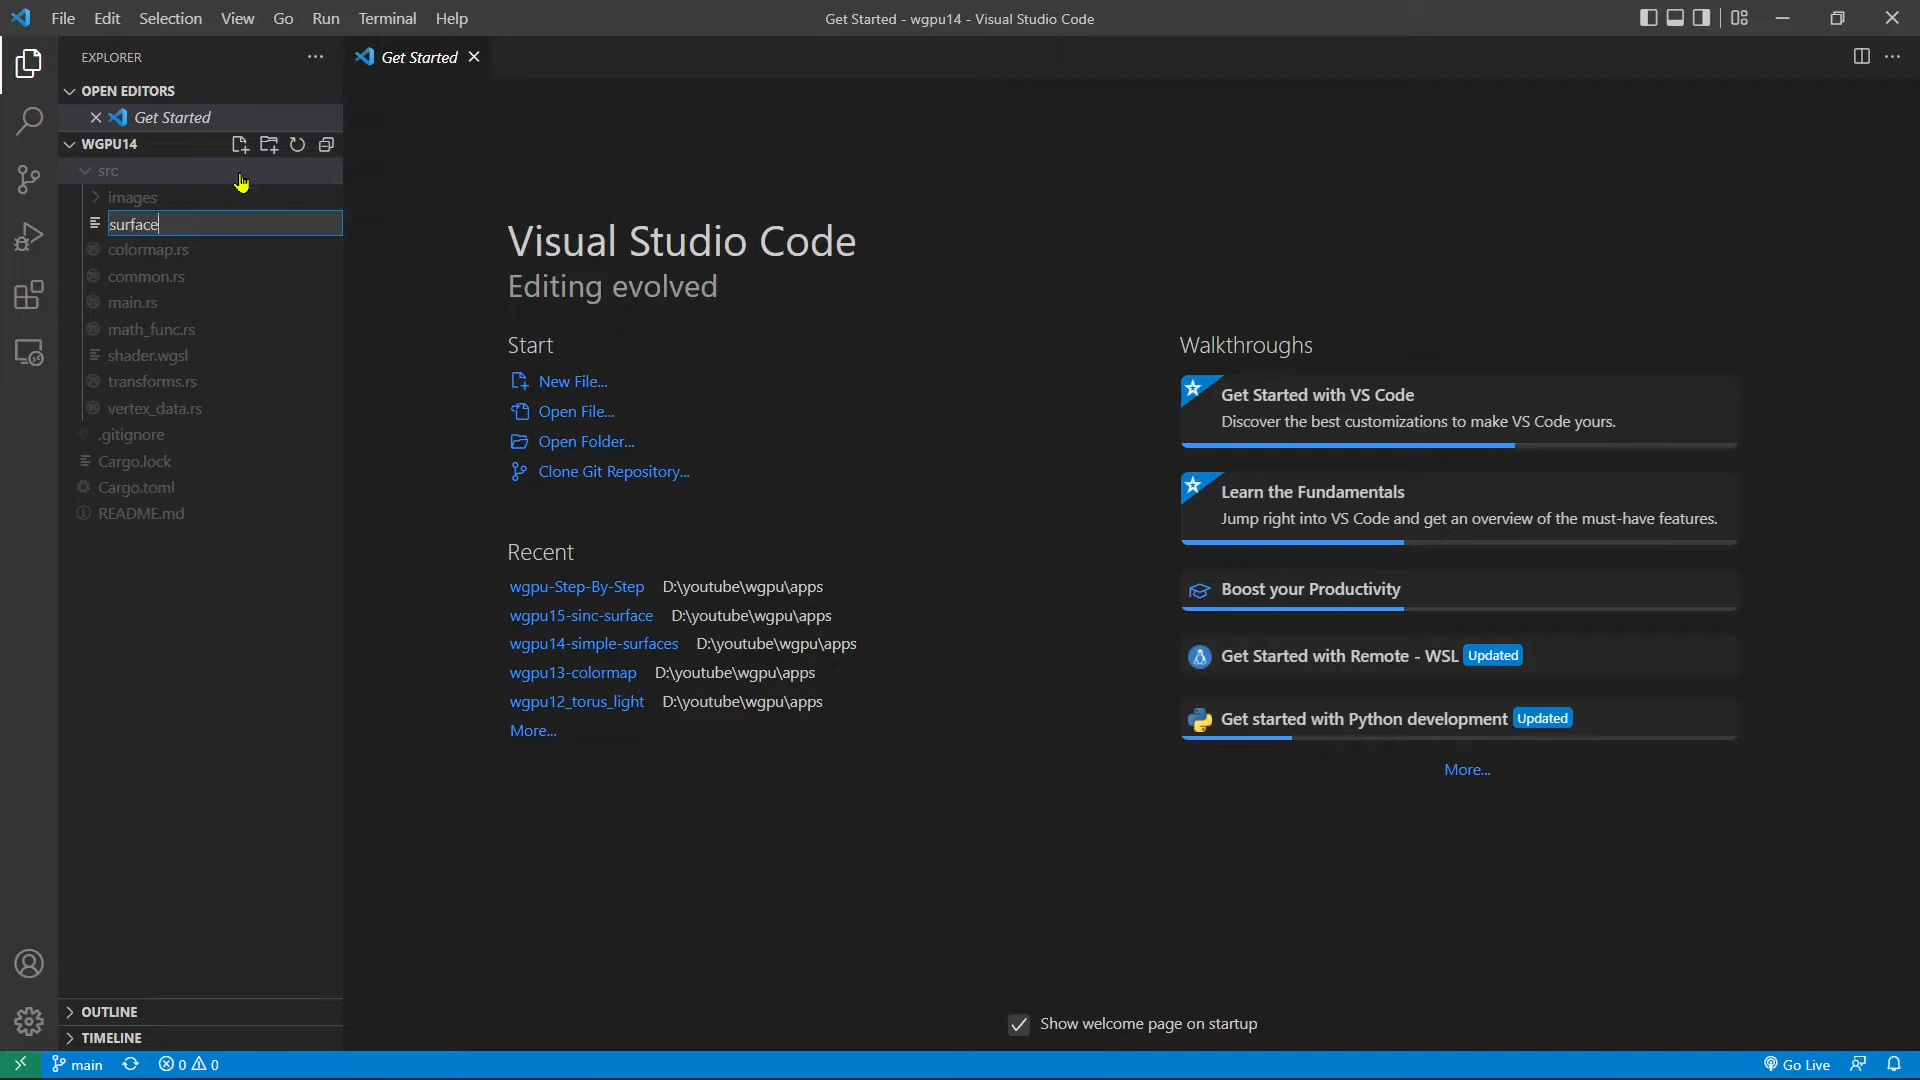 File Edit Selection View Go Run Terminal Help
Get Started - wgpu14 - Visual Studio Code
EXPLORER
Get Started
OPEN EDITORS
Get Started
WGPU14
src
images
surface
colormap.rs
common.rs
main.rs
math_func.rs
shader.wgsl
transforms.rs
vertex_data.rs
.gitignore
Cargo.lock
Cargo.toml
README.md
OUTLINE
TIMELINE
Visual Studio Code
Editing evolved
Start
New File...
Open File...
Open Folder...
Clone Git Repository...
Recent
wgpu-Step-By-Step D:\youtube\wgpu\apps
wgpu15-sinc-surface D:\youtube\wgpu\apps
wgpu14-simple-surfaces D:\youtube\wgpu\apps
wgpu13-colormap D:\youtube\wgpu\apps
wgpu12_torus_light D:\youtube\wgpu\apps
More...
Walkthroughs
Get Started with VS Code
Discover the best customizations to make VS Code yours.
Learn the Fundamentals
Jump right into VS Code and get an overview of the must-have features.
Boost your Productivity
Get Started with Remote - WSL Updated
Get started with Python development Updated
More...
Show welcome page on startup
main 0 0
Go Live